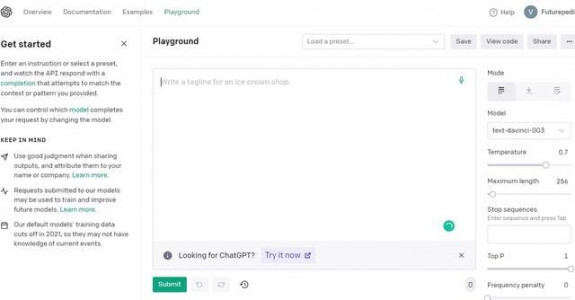 Overview Documentation Examples Playground Help V Futurepedi
Get started
Enter an instruction or select a preset,
and watch the API respond with a
completion that attempts to match the
context or pattern you provided.
You can control which model completes
your request by changing the model.
KEEP IN MIND
Use good judgment when sharing
outputs, and attribute them to your
name or company. Learn more.
Requests submitted to our models
may be used to train and improve
future models. Learn more.
Our default models' training data
cuts off in 2021, so they may not have
knowledge of current events.
Playground Load a preset... Save View code Share ...
Write a tagline for an ice cream shop.
Looking for ChatGPT? Try it now
Submit 0
Mode
Model
text-davinci-003
Temperature 0.7
Maximum length 256
Stop sequences
Enter sequence and press Tab
Top P 1
Frequency penalty 0